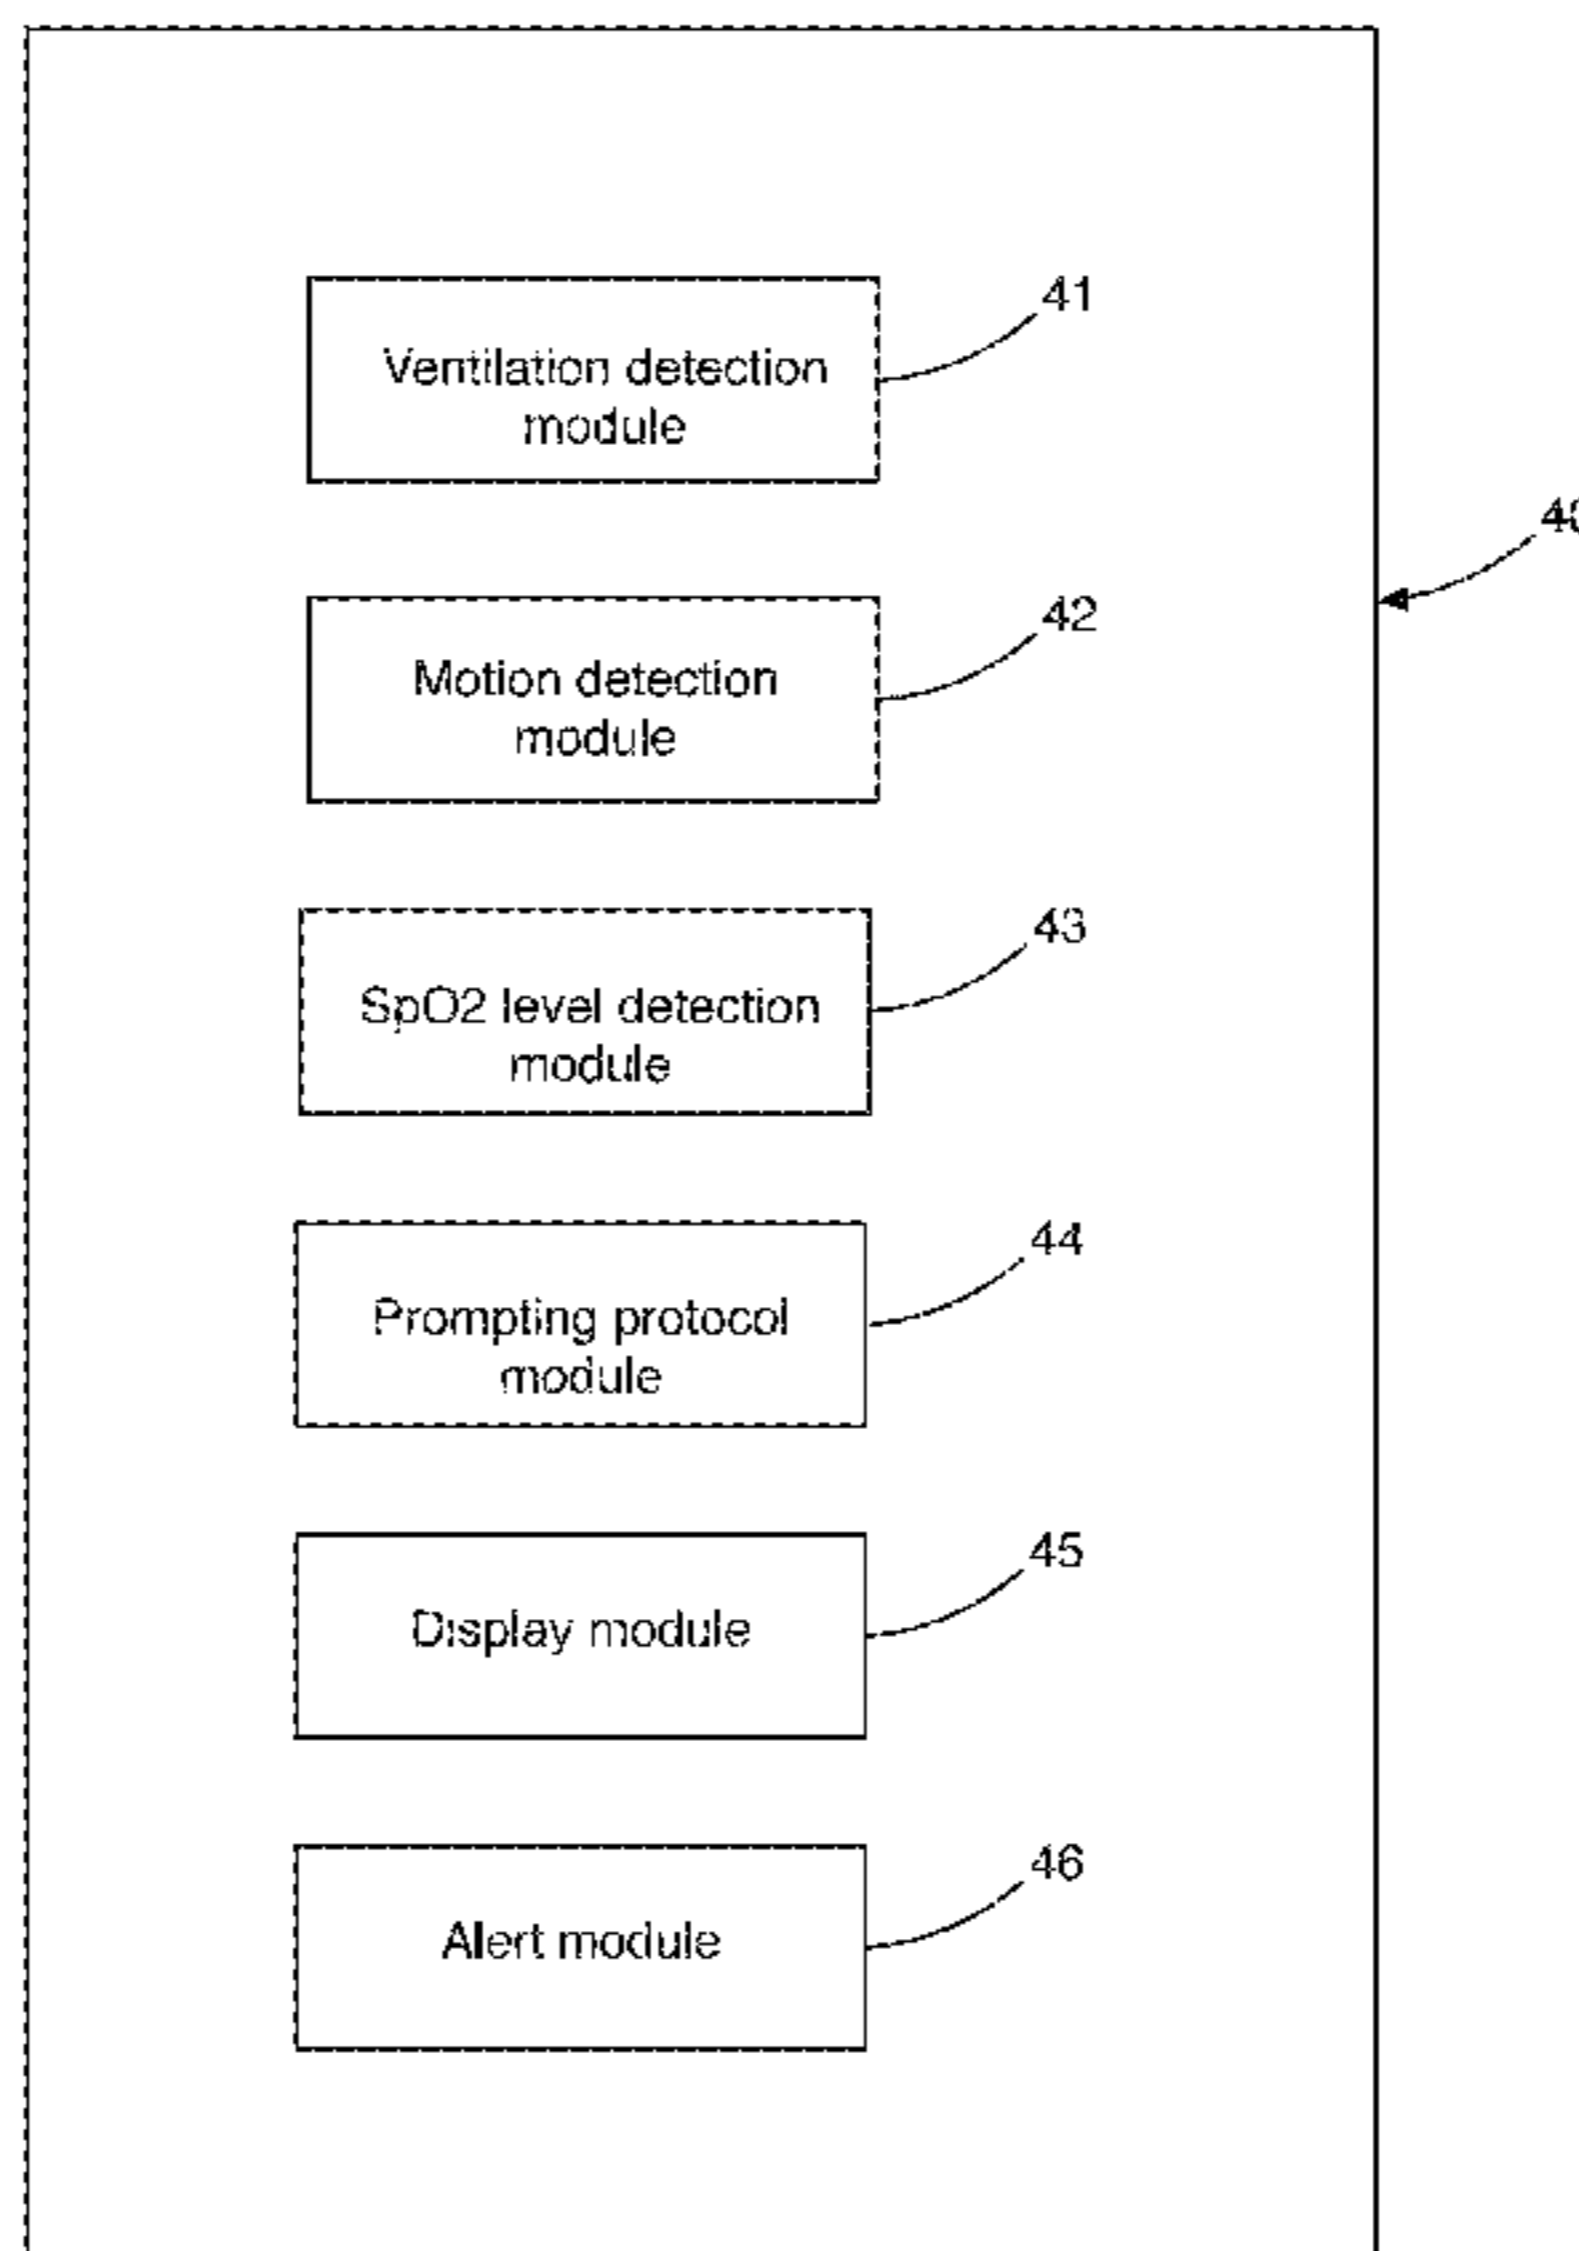 41
Ventilation detection
module
40
42
Motion detection
module
43
SpO2 level detection
module
44
Prompting protocol
module
45
Display module
46
Alert module